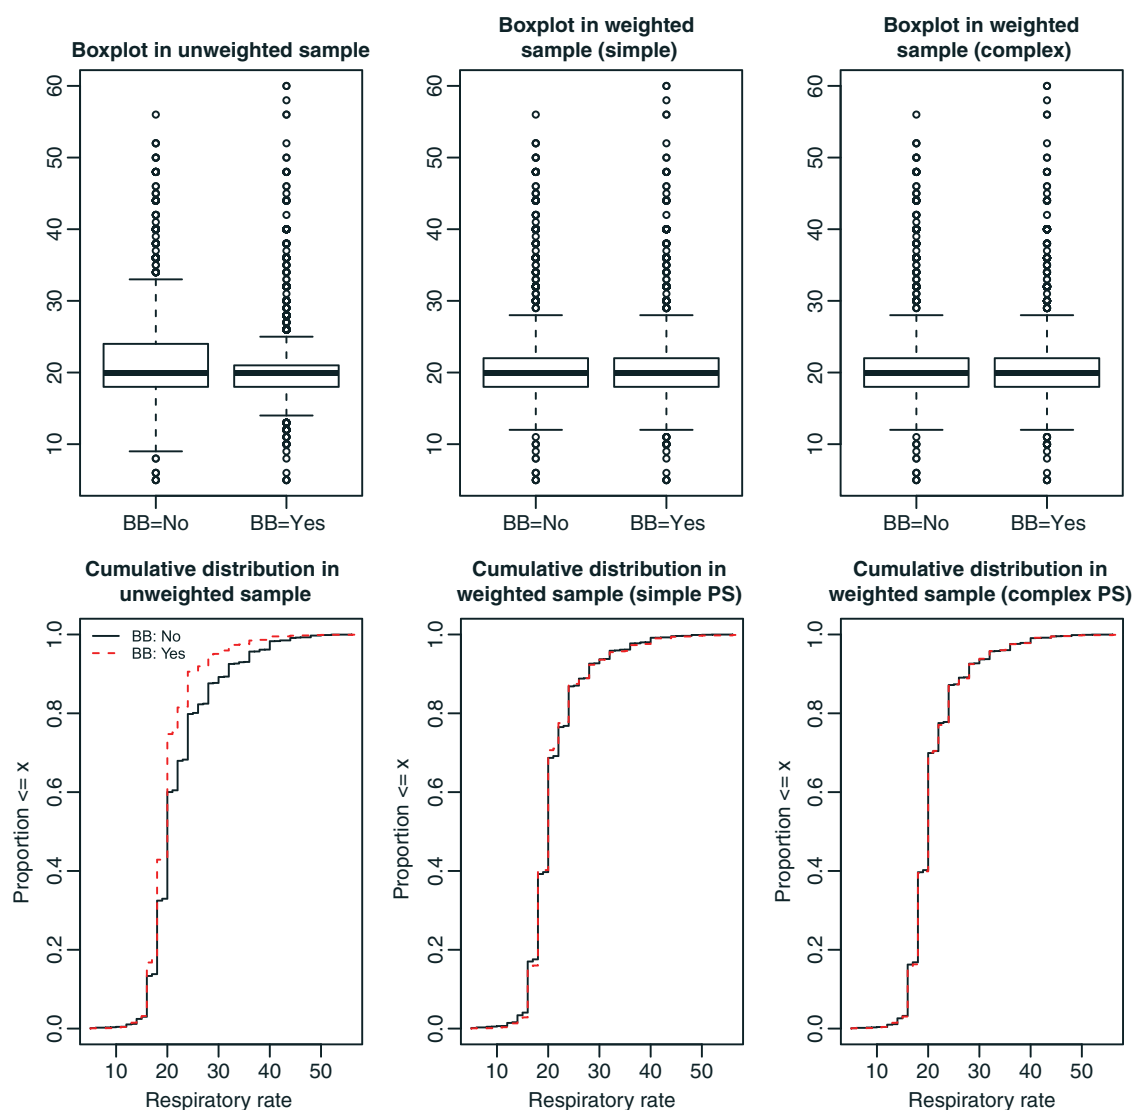 Boxplot in unweighted sample
60
50
40
30
20
10
BB=No BB=Yes
Boxplot in weighted
sample (simple)
60
50
40
30
20
10
BB=No BB=Yes
Boxplot in weighted
sample (complex)
60
50
40
30
20
10
BB=No BB=Yes
Cumulative distribution in
unweighted sample
BB: No
BB: Yes
Proportion <= x
1.0
0.8
0.6
0.4
0.2
0.0
10 20 30 40 50
Respiratory rate
Cumulative distribution in
weighted sample (simple PS)
Proportion <= x
1.0
0.8
0.6
0.4
0.2
0.0
10 20 30 40 50
Respiratory rate
Cumulative distribution in
weighted sample (complex PS)
Proportion <= x
1.0
0.8
0.6
0.4
0.2
0.0
10 20 30 40 50
Respiratory rate